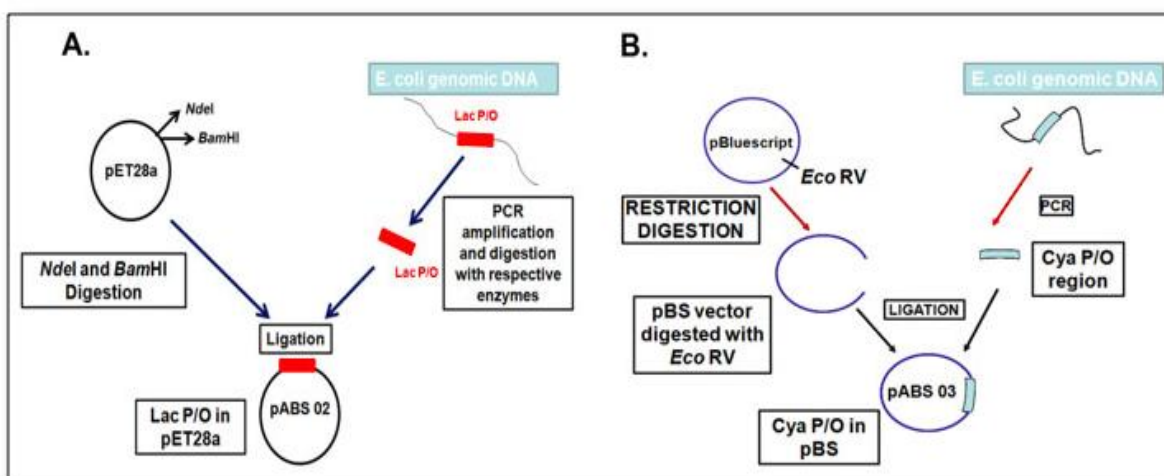 A.
E. coli genomic DNA
NdeI
BamHI
pET28a
Lac P/O
PCR
amplification
and digestion
with respective
enzymes
Lac P/O
NdeI and BamHI
Digestion
Ligation
pABS 02
Lac P/O in
pET28a
B.
E. coli genomic DNA
pBluescript
Eco RV
RESTRICTION
DIGESTION
PCR
Cya P/O
region
pBS vector
digested with
Eco RV
LIGATION
pABS 03
Cya P/O in
pBS